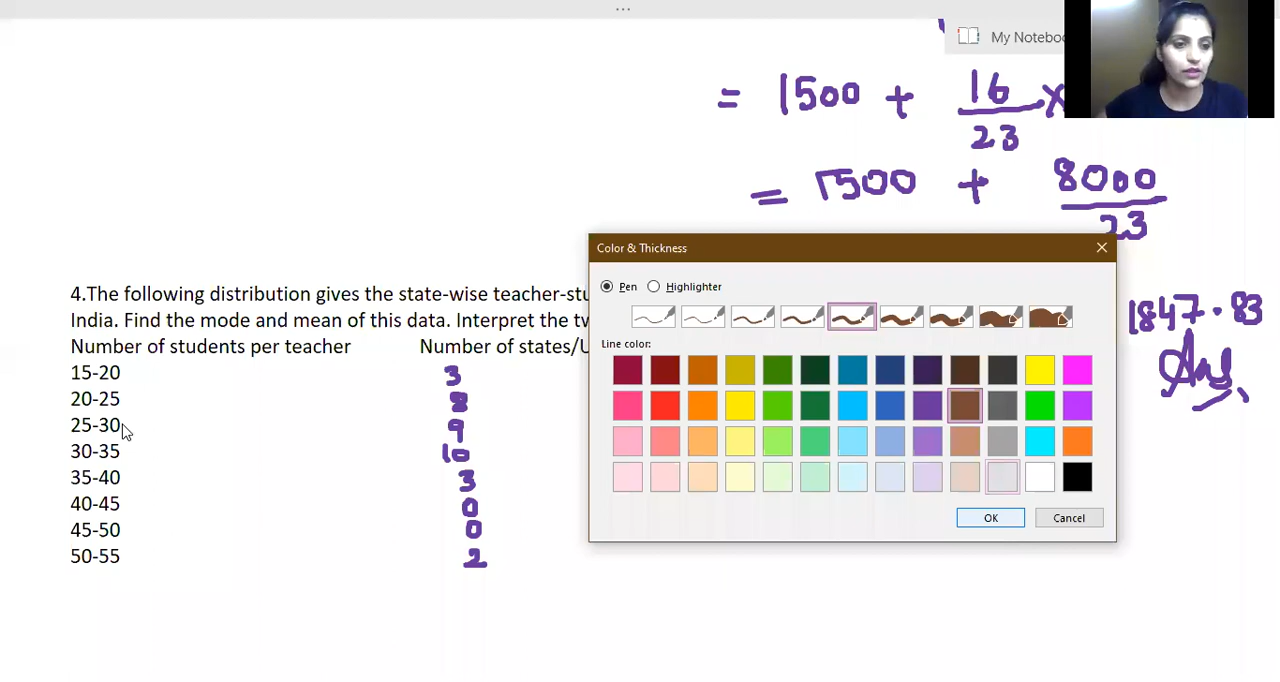 ...
My Notebo
= 1500 + 16/23 ×
= 1500 + 8000/23
Color & Thickness
Pen Highlighter
Line color:
OK Cancel
4.The following distribution gives the state-wise teacher-stu
India. Find the mode and mean of this data. Interpret the tw
Number of students per teacher Number of states/U
15-20 3
20-25 8
25-30 9
30-35 10
35-40 3
40-45 0
45-50 0
50-55 2
1847.83
Ans